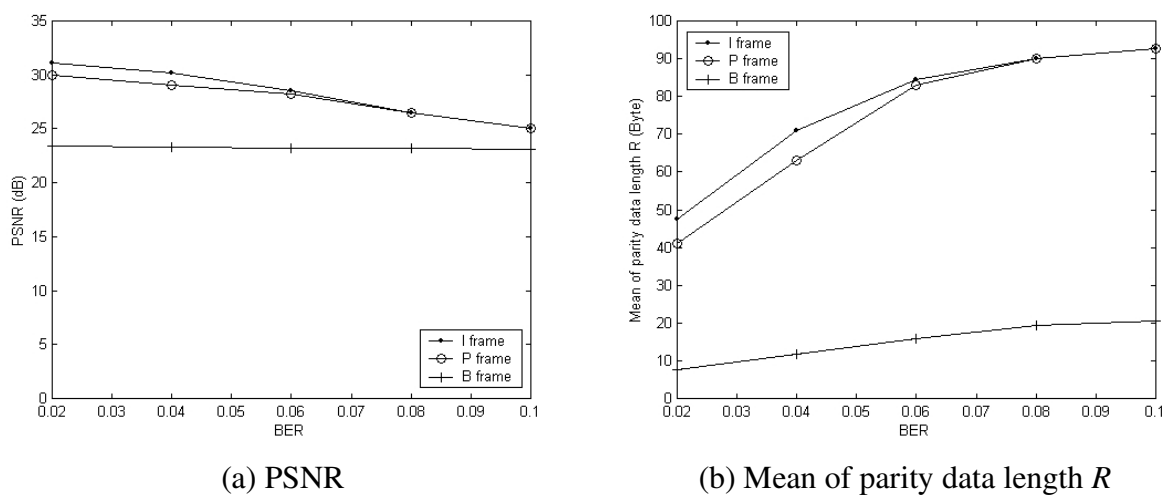 35
30
25
20
15
10
5
0
PSNR (dB)
I frame
P frame
B frame
0.02 0.03 0.04 0.05 0.06 0.07 0.08 0.09 0.1
BER
(a) PSNR
100
90
80
70
60
50
40
30
20
10
0
Mean of parity data length R (Byte)
I frame
P frame
B frame
0.02 0.03 0.04 0.05 0.06 0.07 0.08 0.09 0.1
BER
(b) Mean of parity data length R